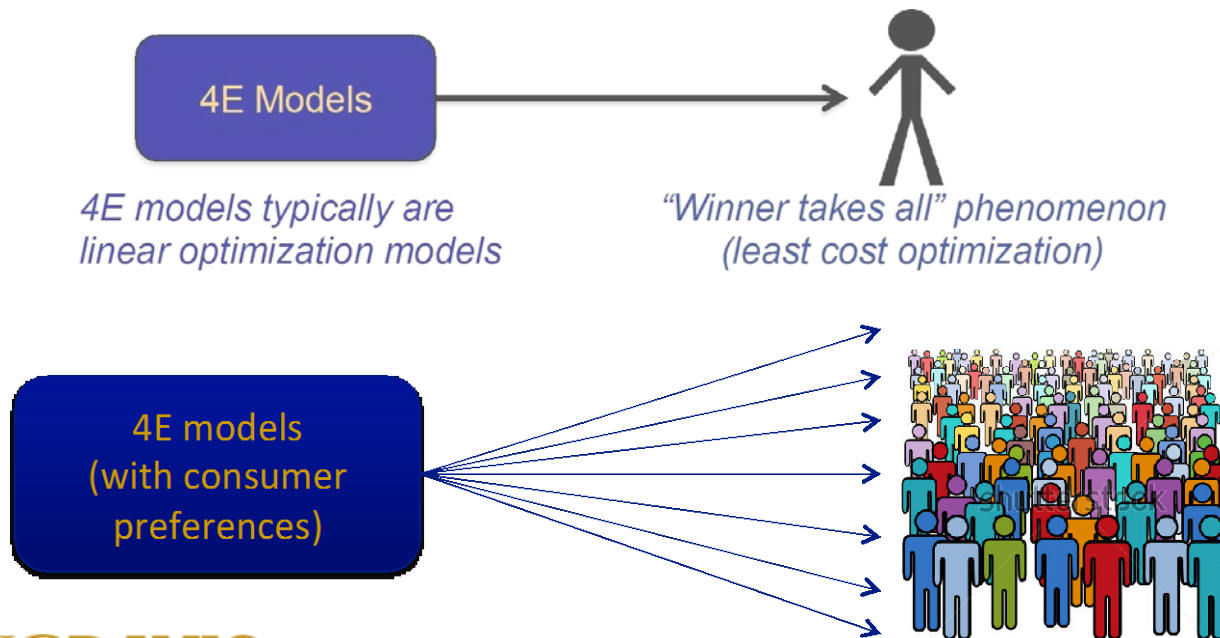 4E Models
4E models typically are
linear optimization models
“Winner takes all” phenomenon
(least cost optimization)
4E models
(with consumer
preferences)
shutterstock